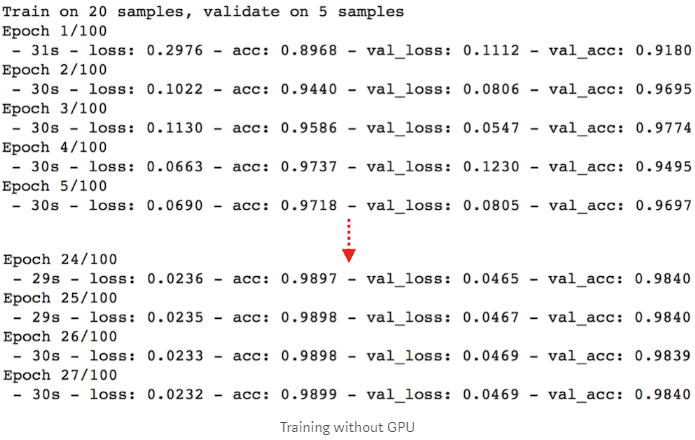 Train on 20 samples, validate on 5 samples
Epoch 1/100
 - 31s - loss: 0.2976 - acc: 0.8968 - val_loss: 0.1112 - val_acc: 0.9180
Epoch 2/100
 - 30s - loss: 0.1022 - acc: 0.9440 - val_loss: 0.0806 - val_acc: 0.9695
Epoch 3/100
 - 30s - loss: 0.1130 - acc: 0.9586 - val_loss: 0.0547 - val_acc: 0.9774
Epoch 4/100
 - 30s - loss: 0.0663 - acc: 0.9737 - val_loss: 0.1230 - val_acc: 0.9495
Epoch 5/100
 - 30s - loss: 0.0690 - acc: 0.9718 - val_loss: 0.0805 - val_acc: 0.9697
Epoch 24/100
 - 29s - loss: 0.0236 - acc: 0.9897 - val_loss: 0.0465 - val_acc: 0.9840
Epoch 25/100
 - 29s - loss: 0.0235 - acc: 0.9898 - val_loss: 0.0467 - val_acc: 0.9840
Epoch 26/100
 - 30s - loss: 0.0233 - acc: 0.9898 - val_loss: 0.0469 - val_acc: 0.9839
Epoch 27/100
 - 30s - loss: 0.0232 - acc: 0.9899 - val_loss: 0.0469 - val_acc: 0.9840
Training without GPU